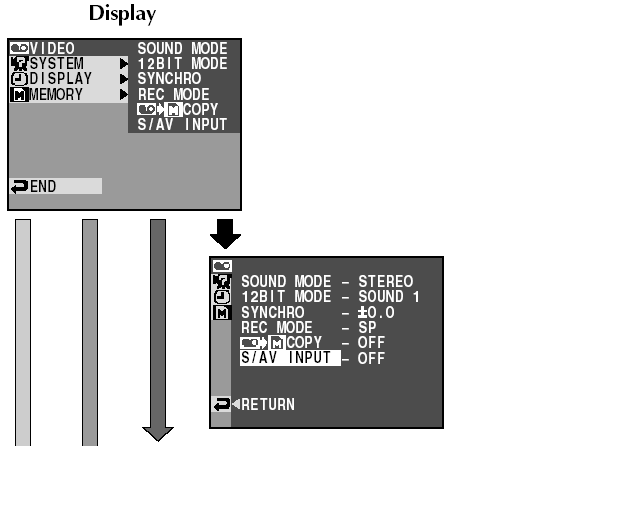 Display
VIDEO SOUND MODE
SYSTEM 12BIT MODE
DISPLAY SYNCHRO
MEMORY REC MODE
M COPY
S/AV INPUT
END
SOUND MODE – STEREO
12BIT MODE – SOUND 1
SYNCHRO – ±0.0
M REC MODE – SP
M COPY – OFF
S/AV INPUT – OFF
RETURN